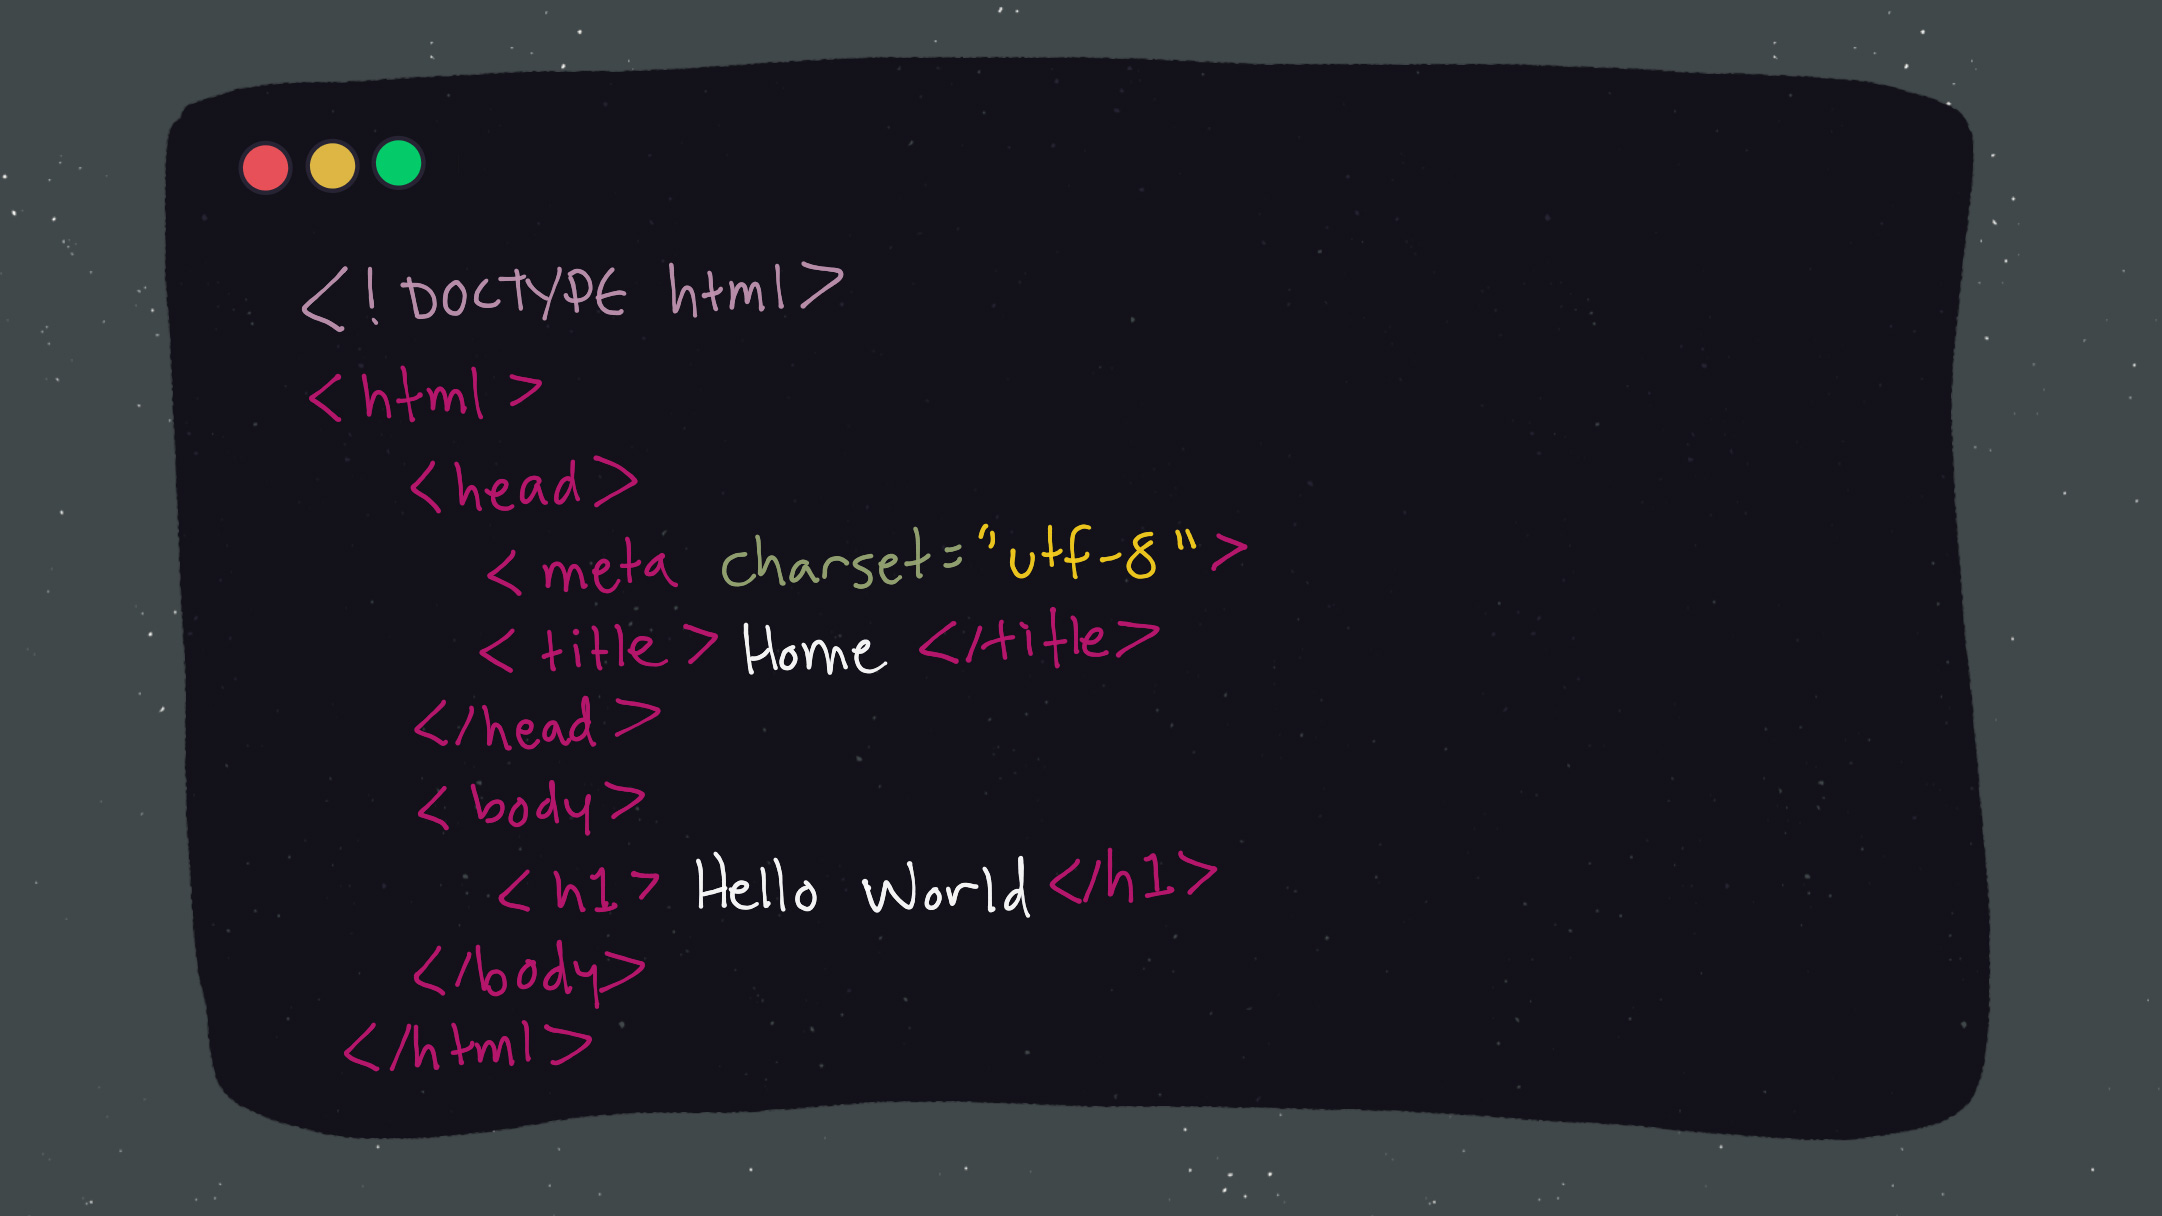 <!DOCTYPE html>
<html>
<head>
<meta charset="utf-8">
<title> Home </title>
</head>
<body>
<h1> Hello World </h1>
</body>
</html>